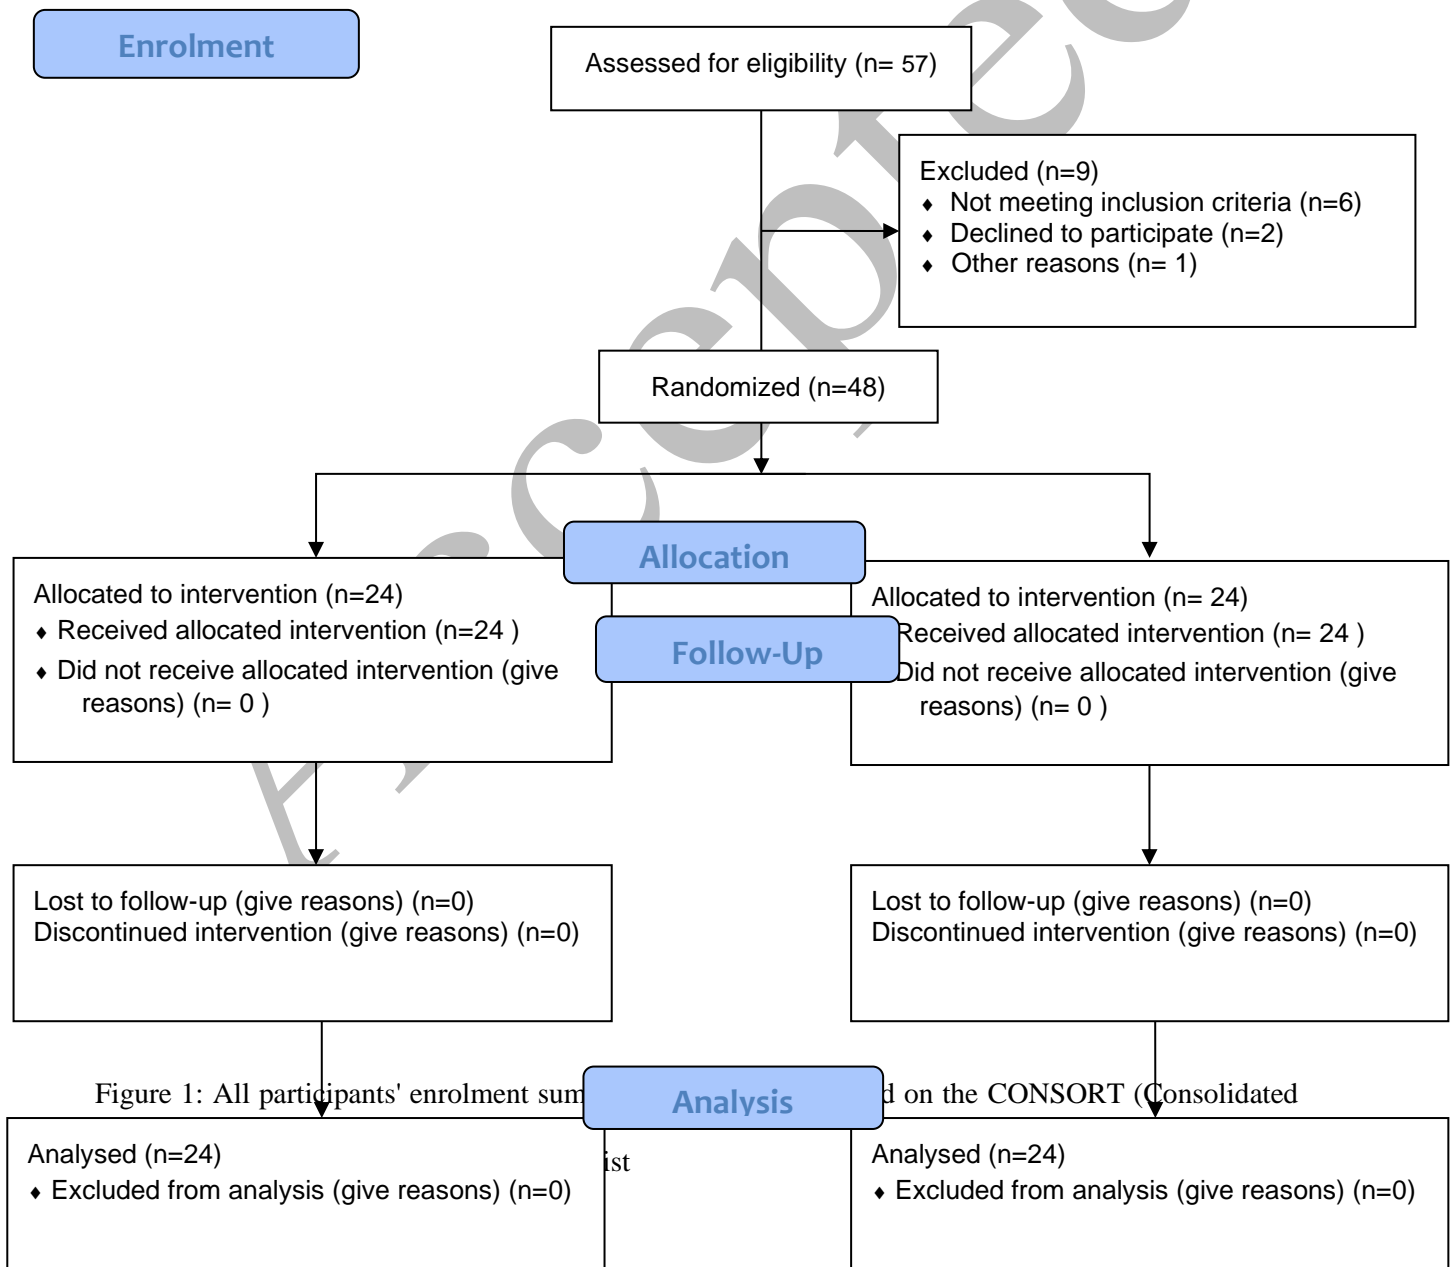 Enrolment
Assessed for eligibility (n= 57)
Excluded (n=9)
♦ Not meeting inclusion criteria (n=6)
♦ Declined to participate (n=2)
♦ Other reasons (n= 1)
Randomized (n=48)
Allocation
Allocated to intervention (n=24)
♦ Received allocated intervention (n=24 )
♦ Did not receive allocated intervention (give
reasons) (n= 0 )
Allocated to intervention (n= 24)
Received allocated intervention (n= 24 )
Did not receive allocated intervention (give
reasons) (n= 0 )
Follow-Up
Lost to follow-up (give reasons) (n=0)
Discontinued intervention (give reasons) (n=0)
Lost to follow-up (give reasons) (n=0)
Discontinued intervention (give reasons) (n=0)
Figure 1: All participants' enrolment on the CONSORT (Consolidated
Analysis
Analysed (n=24)
♦ Excluded from analysis (give reasons) (n=0)
Analysed (n=24)
♦ Excluded from analysis (give reasons) (n=0)